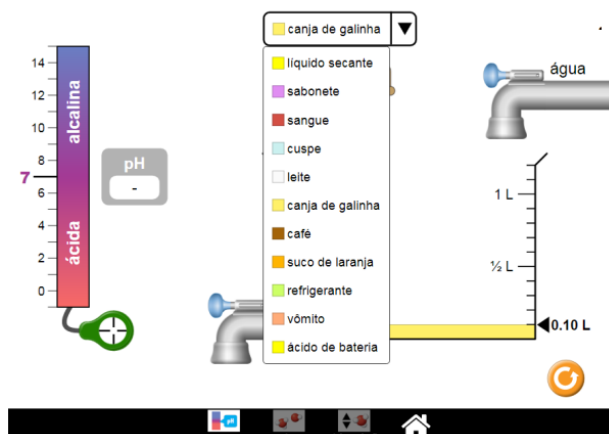 canja de galinha
líquido secante
sabonete
sangue
cuspe
leite
canja de galinha
café
suco de laranja
refrigerante
vômito
ácido de bateria
água
14
12
10
8
7
6
4
2
0
alcalina
ácida
pH
-
1 L
½ L
0.10 L
pH